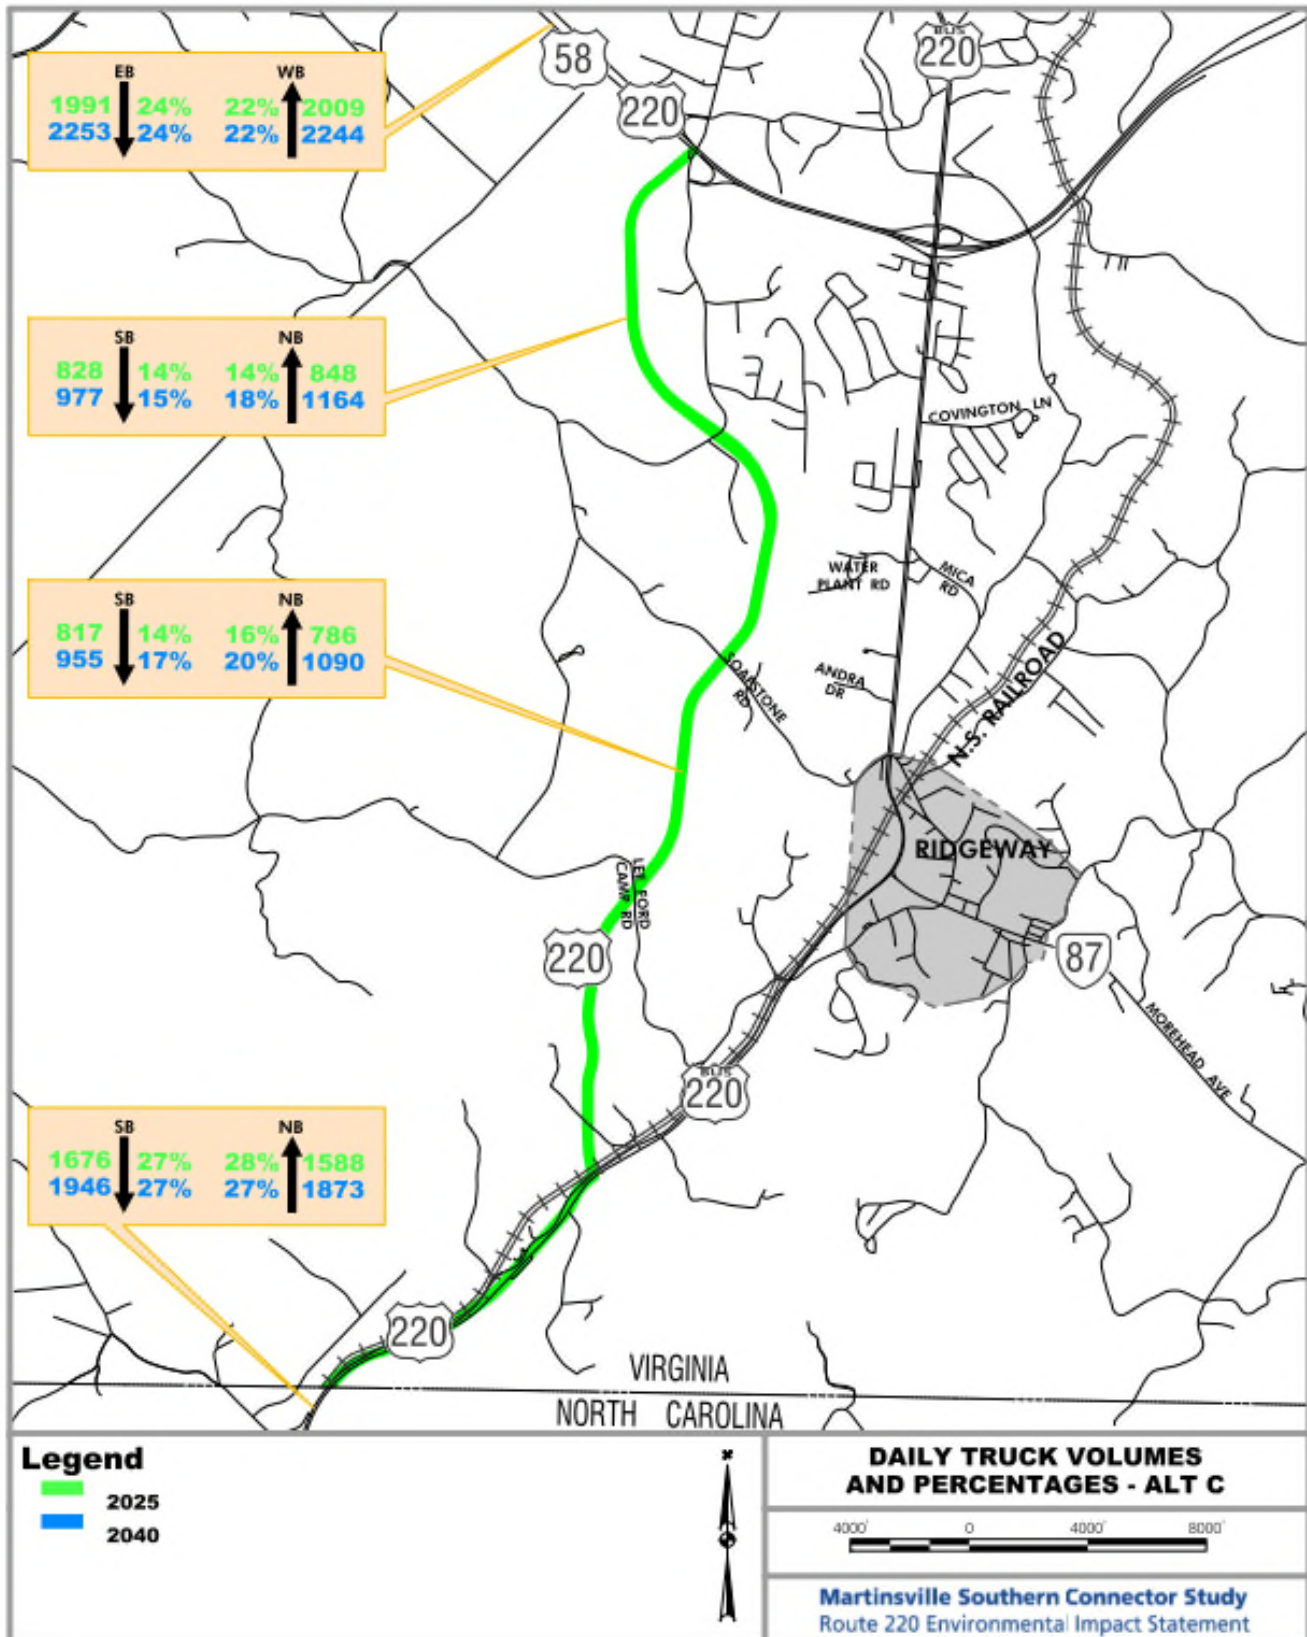 58
BUS
220
220
EB WB
1991 24% 22% 2009
2253 24% 22% 2244
SB NB
828 14% 14% 848
977 15% 18% 1164
COVINGTON LN
WATER
PLANT RD
MICA
RD
SB NB
817 14% 16% 786
955 17% 20% 1090
SOAPSTONE
RD
ANDRA
DR
N.S. RAILROAD
RIDGEWAY
CAMP RD
220
87
MOREHEAD AVE
BUS
220
SB NB
1676 27% 28% 1588
1946 27% 27% 1873
220
VIRGINIA
NORTH CAROLINA
Legend
2025
2040
DAILY TRUCK VOLUMES
AND PERCENTAGES - ALT C
4000' 0 4000' 8000'
Martinsville Southern Connector Study
Route 220 Environmental Impact Statement